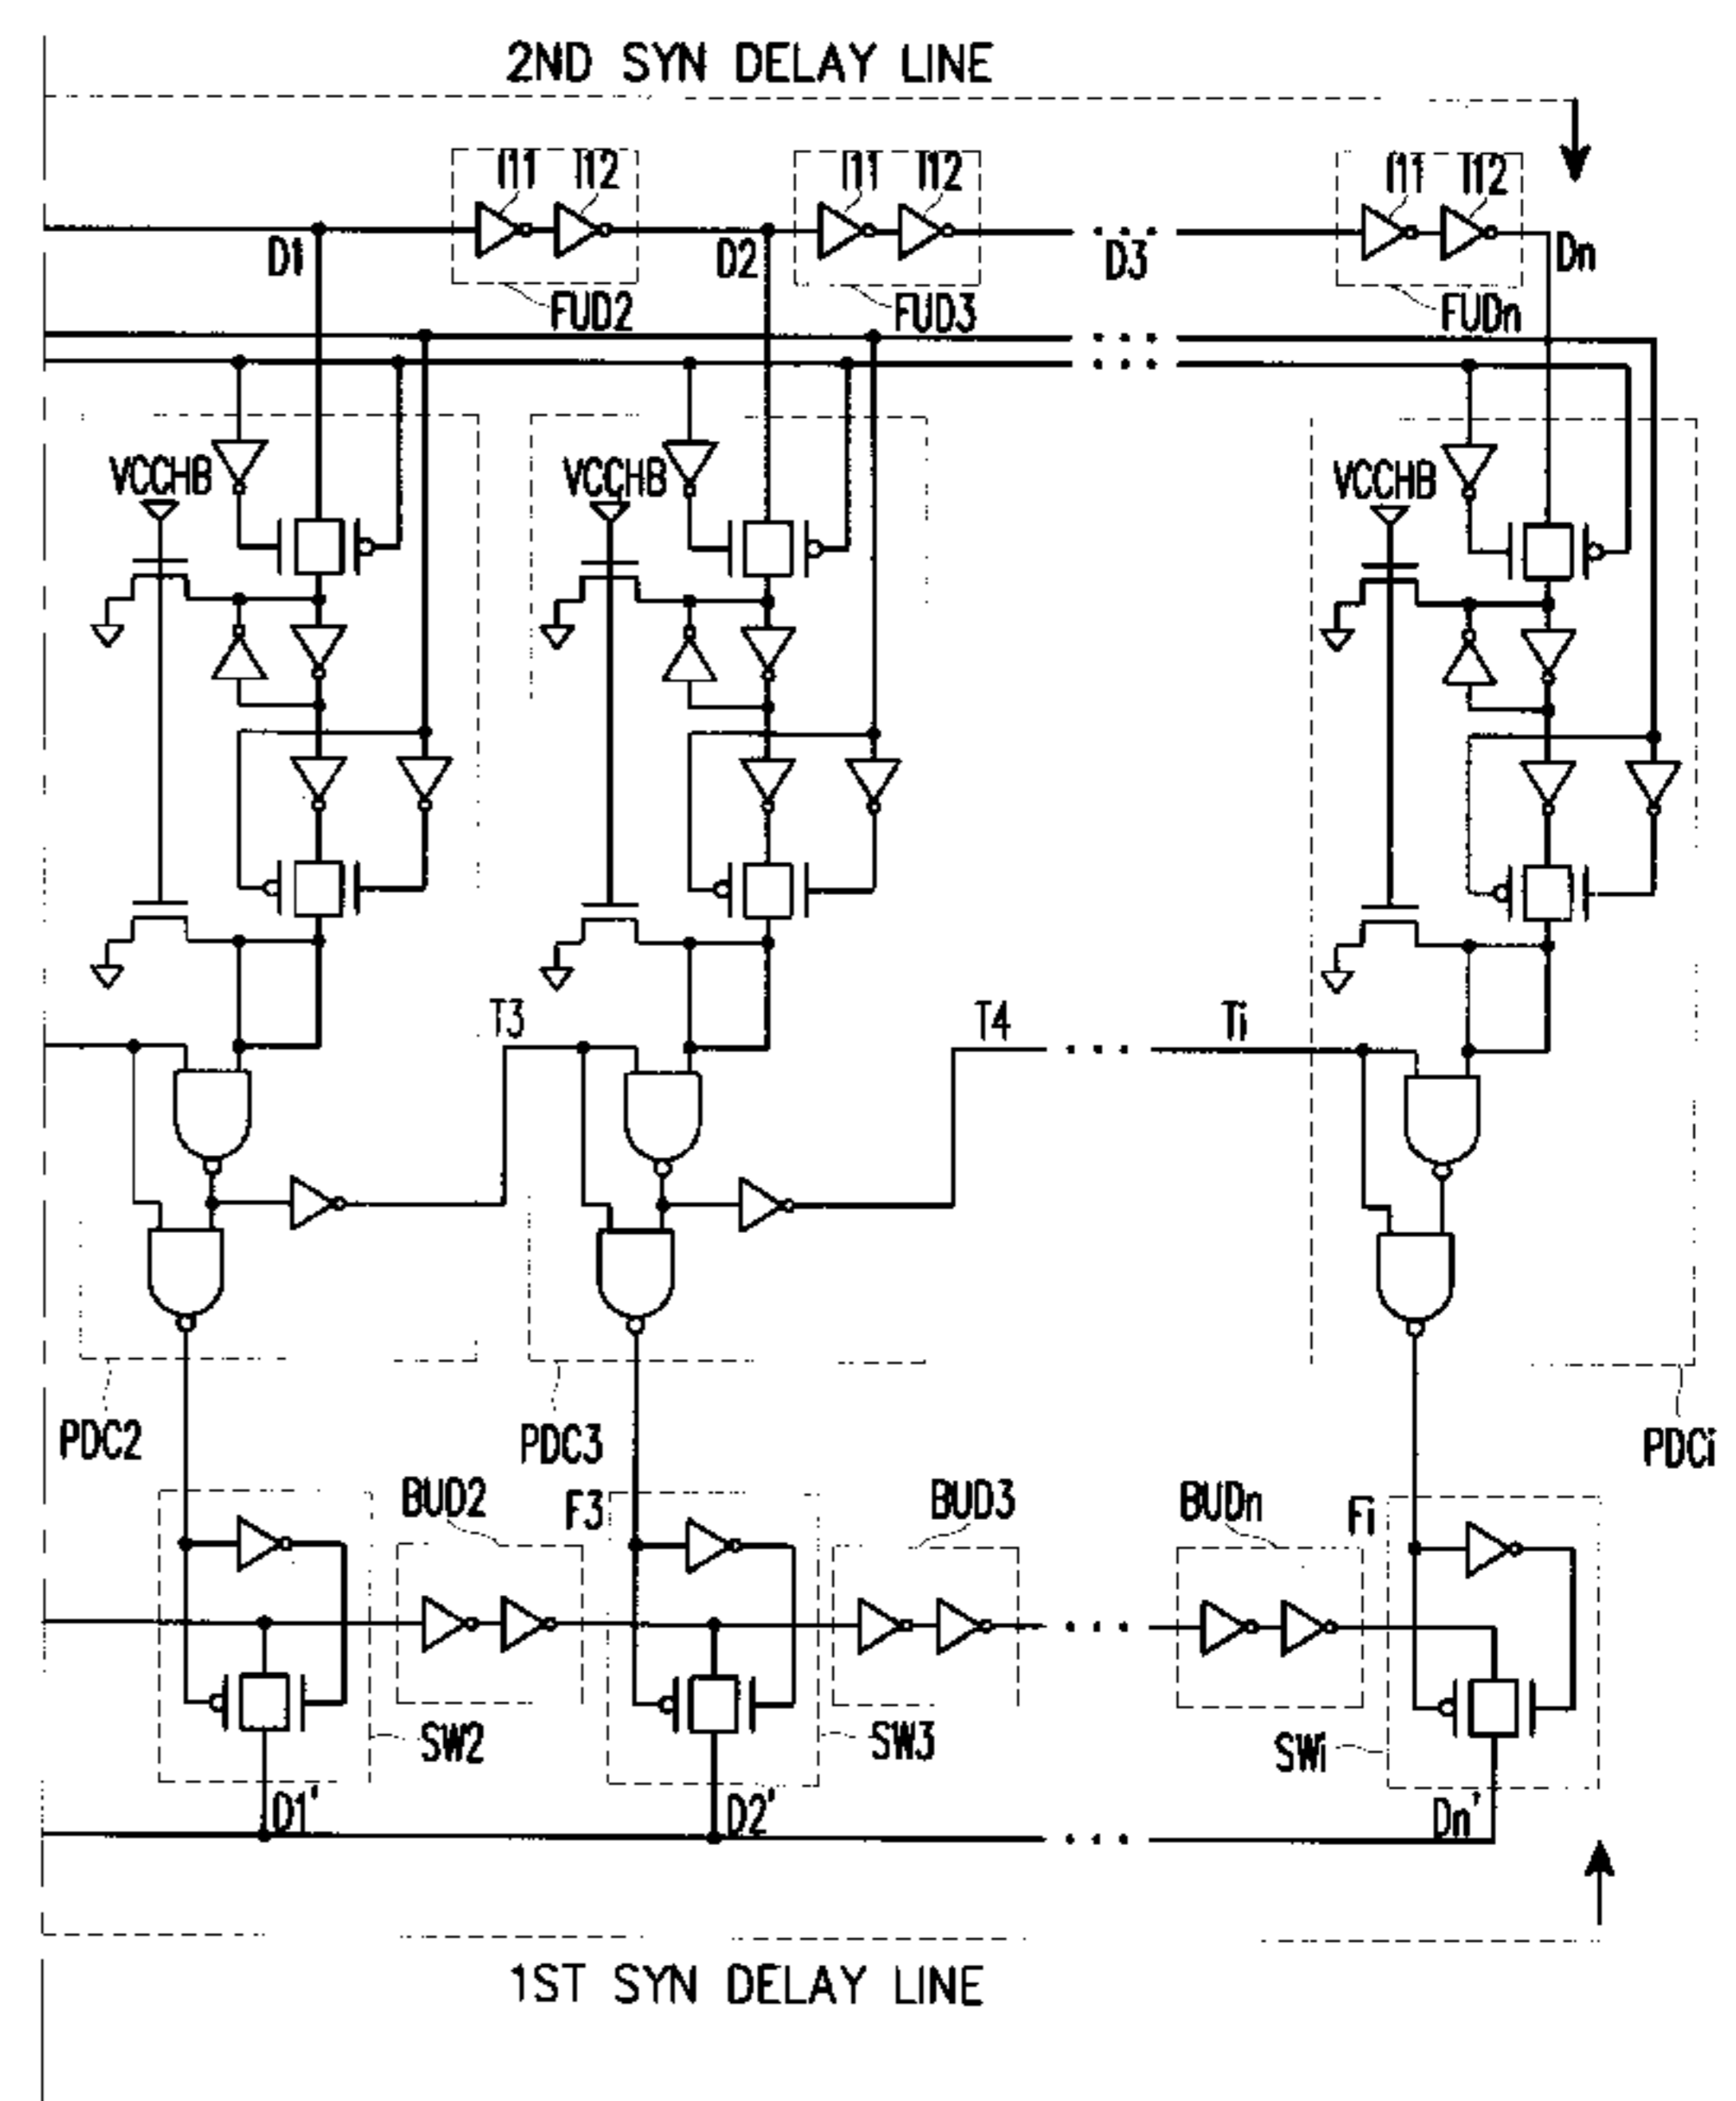 2ND SYN DELAY LINE
I11 I12 I11 I12 I11 I12
D1 D2 D3 Dn
FUD2 FUD3 FUDn
VCCHB VCCHB VCCHB
T3 T4 Ti
PDC2 PDC3 PDCi
BUD2 F3 BUD3 BUDn Fi
SW2 SW3 SWi
D1' D2' Dn'
1ST SYN DELAY LINE